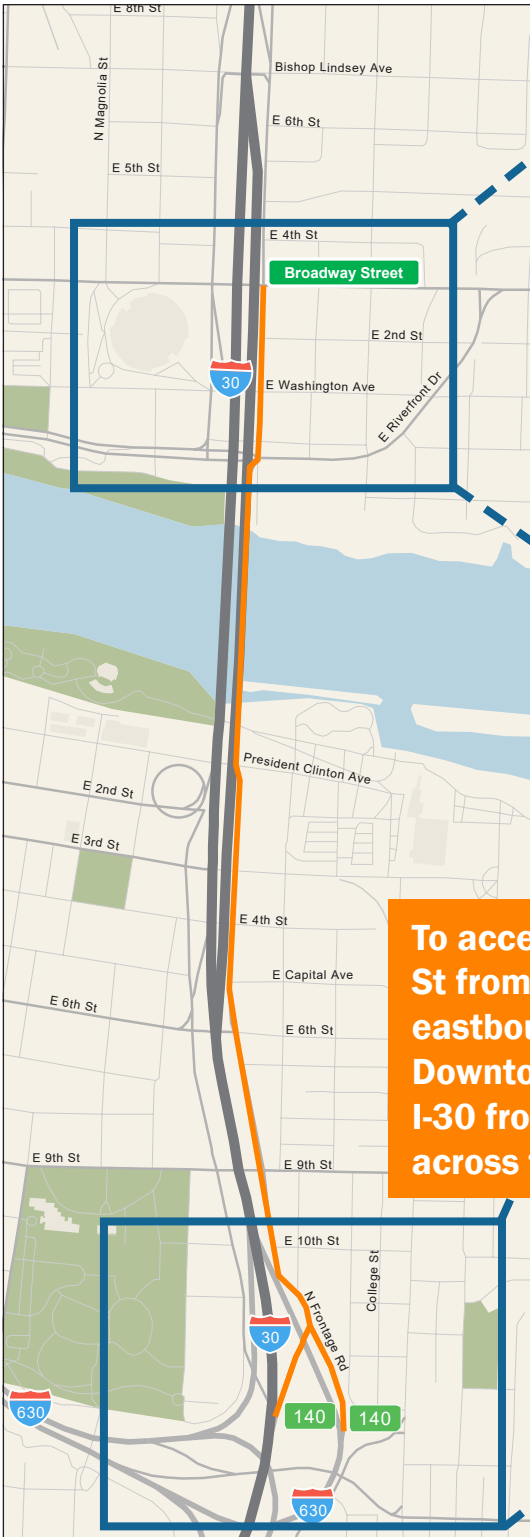 E 8th St
N Magnolia St
Bishop Lindsey Ave
E 6th St
E 5th St
E 4th St
Broadway Street
E 2nd St
30
E Washington Ave
E Riverfront Dr
President Clinton Ave
E 2nd St
E 3rd St
E 4th St
To acce
St from
eastbou
Downto
I-30 fro
across
E Capital Ave
E 6th St
E 6th St
E 9th St
E 9th St
E 10th St
College St
N Frontage Rd
30
630
140
140
630